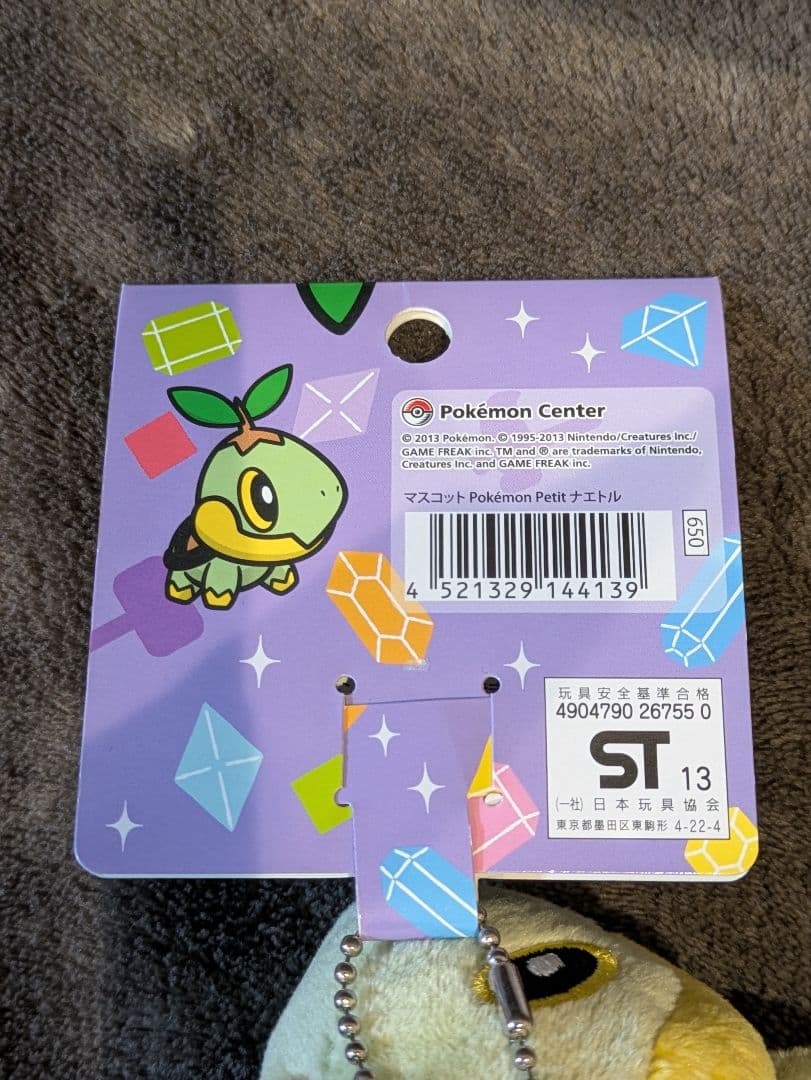 Pokémon Center
© 2013 Pokémon. © 1995-2013 Nintendo/Creatures Inc./
GAME FREAK inc. TM and ® are trademarks of Nintendo,
Creatures Inc. and GAME FREAK inc.
マスコット Pokémon Petit ナエトル
650
4 521329 144139
玩具安全基準合格
4904790 26755 0
ST 13
(一社) 日本玩具協会
東京都墨田区東駒形 4-22-4